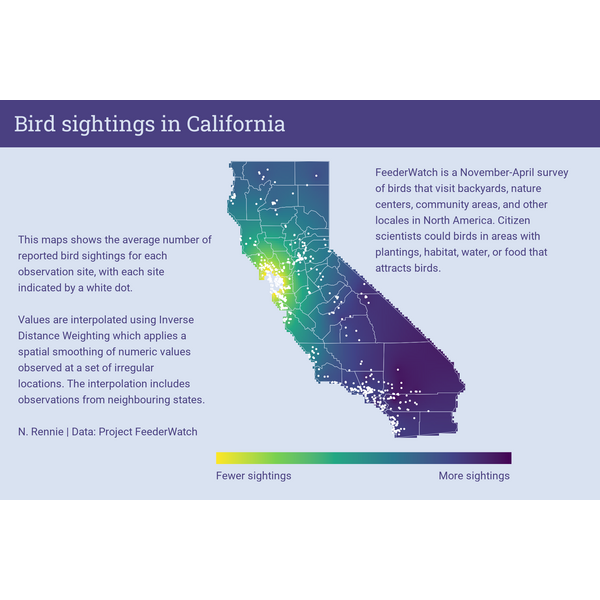 Bird sightings in California
FeederWatch is a November-April survey
of birds that visit backyards, nature
centers, community areas, and other
locales in North America. Citizen
scientists could birds in areas with
plantings, habitat, water, or food that
attracts birds.
This maps shows the average number of
reported bird sightings for each
observation site, with each site
indicated by a white dot.
Values are interpolated using Inverse
Distance Weighting which applies a
spatial smoothing of numeric values
observed at a set of irregular
locations. The interpolation includes
observations from neighbouring states.
N. Rennie | Data: Project FeederWatch
Fewer sightings
More sightings